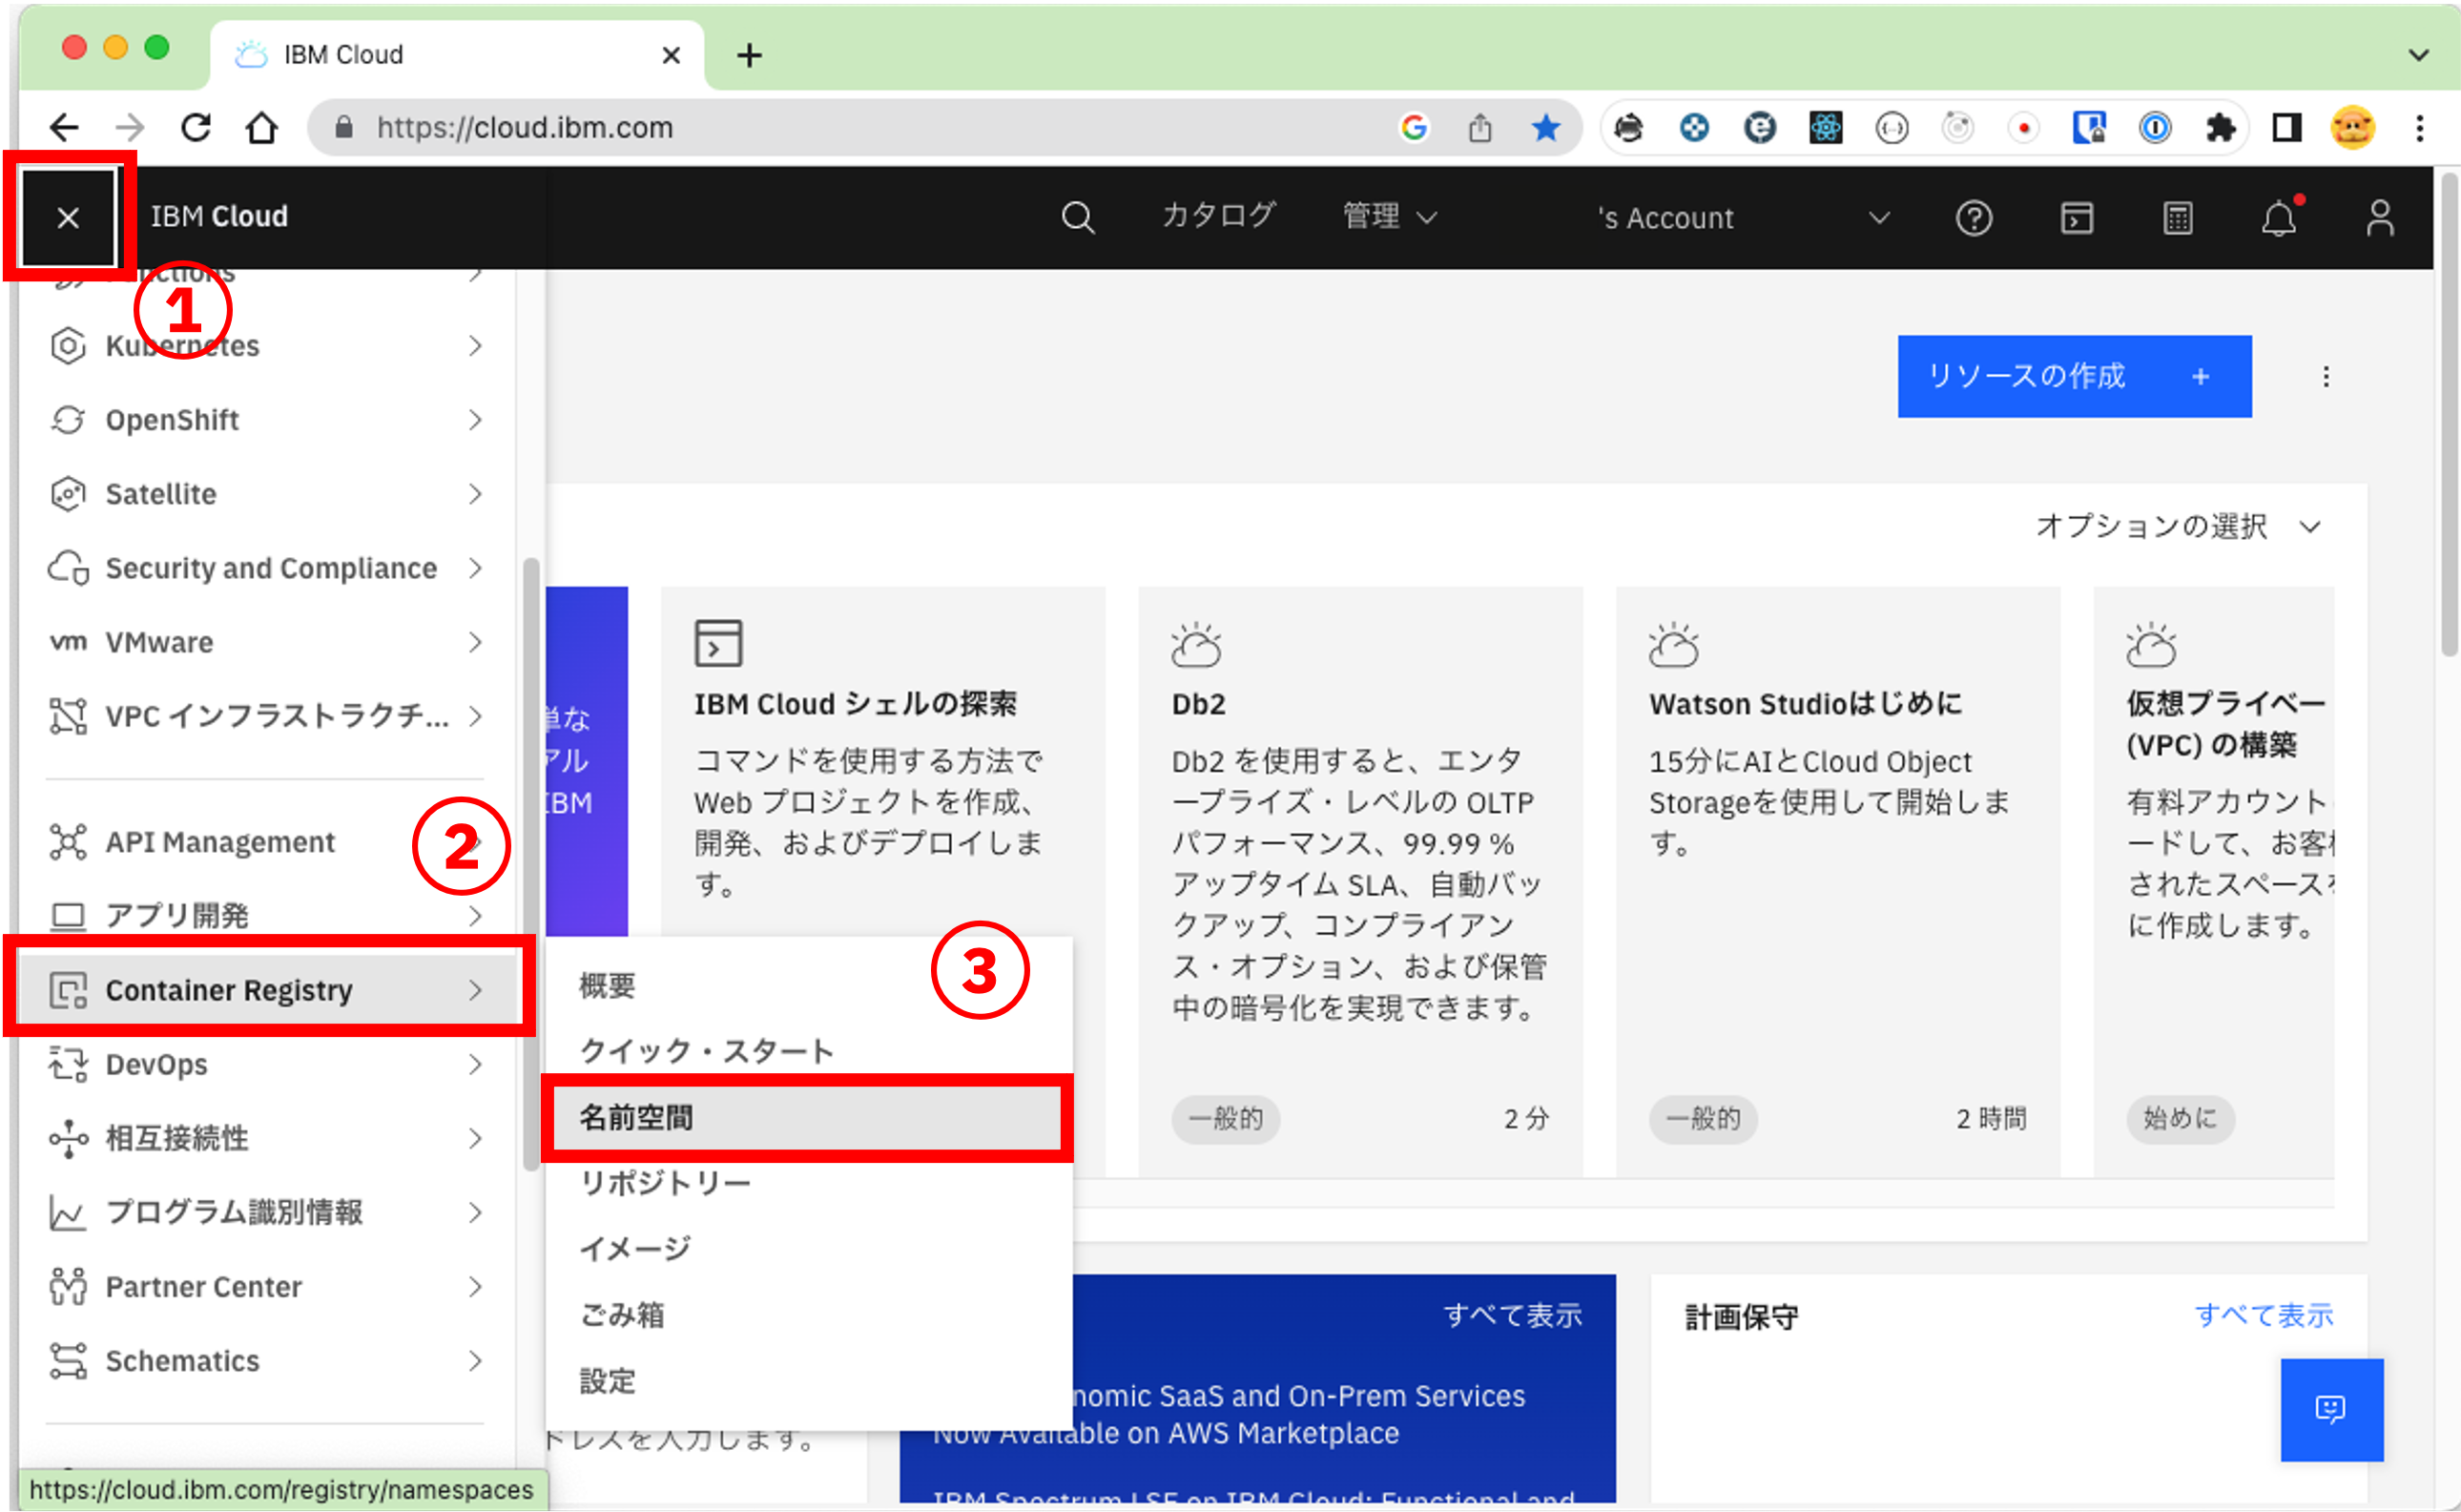 IBM Cloud
https://cloud.ibm.com
IBM Cloud
カタログ
管理
's Account
1
Kubernetes
OpenShift
Satellite
Security and Compliance
vm VMware
VPC インフラストラクチ...
API Management
2
アプリ開発
Container Registry
DevOps
相互接続性
プログラム識別情報
Partner Center
Schematics
https://cloud.ibm.com/registry/namespaces
3
概要
クイック・スタート
名前空間
リポジトリー
イメージ
ごみ箱
設定
リソースの作成 +
オプションの選択
単な
アル
IBM
IBM Cloud シェルの探索
コマンドを使用する方法で
Web プロジェクトを作成、
開発、およびデプロイしま
す。
Db2
Db2 を使用すると、エンタ
ープライズ・レベルの OLTP
パフォーマンス、99.99 %
アップタイム SLA、自動バッ
クアップ、コンプライアン
ス・オプション、および保管
中の暗号化を実現できます。
一般的
2 分
Watson Studioはじめに
15分にAIとCloud Object
Storageを使用して開始しま
す。
一般的
2 時間
仮想プライベー
(VPC) の構築
有料アカウント
ードして、お客
されたスペース
に作成します。
始めに
ドレスを入力します。
すべて表示
nomic SaaS and On-Prem Services
Now Available on AWS Marketplace
IBM Spectrum LSF on IBM Cloud: Functional and
計画保守
すべて表示